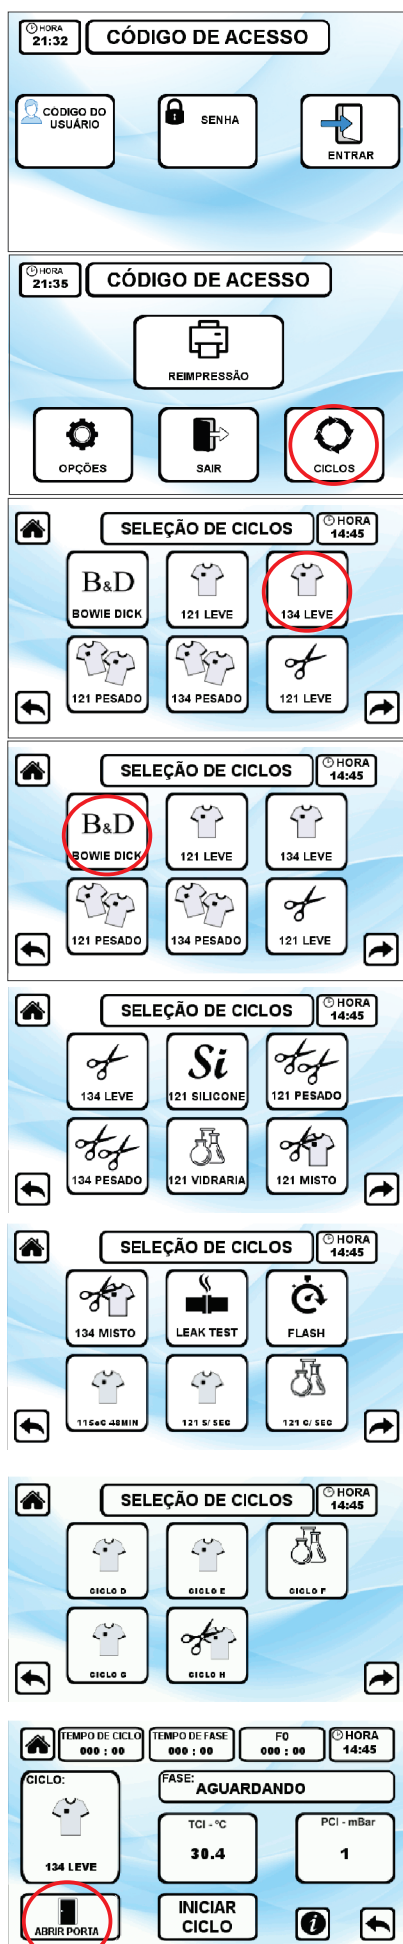 HORA
21:32
CÓDIGO DE ACESSO
CÓDIGO DO
USUÁRIO
SENHA
ENTRAR
HORA
21:35
CÓDIGO DE ACESSO
REIMPRESSÃO
OPÇÕES
SAIR
CICLOS
SELEÇÃO DE CICLOS
HORA
14:45
B&D
BOWIE DICK
121 LEVE
134 LEVE
121 PESADO
134 PESADO
121 LEVE
SELEÇÃO DE CICLOS
HORA
14:45
B&D
BOWIE DICK
121 LEVE
134 LEVE
121 PESADO
134 PESADO
121 LEVE
SELEÇÃO DE CICLOS
HORA
14:45
134 LEVE
Si
121 SILICONE
121 PESADO
134 PESADO
121 VIDRARIA
121 MISTO
SELEÇÃO DE CICLOS
HORA
14:45
134 MISTO
LEAK TEST
FLASH
115oC 48MIN
121 S/ SEC
121 C/ SEC
SELEÇÃO DE CICLOS
HORA
14:45
CICLO D
CICLO E
CICLO F
CICLO G
CICLO H
TEMPO DE CICLO
000 : 00
TEMPO DE FASE
000 : 00
F0
000 : 00
HORA
14:45
CICLO:
134 LEVE
FASE:
AGUARDANDO
TCI - ºC
30.4
PCI - mBar
1
ABRIR PORTA
INICIAR
CICLO